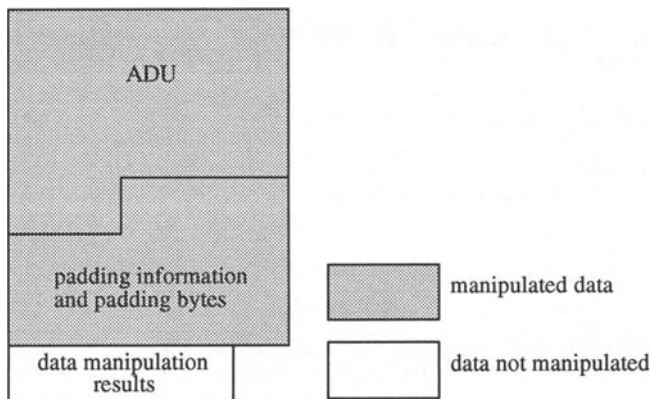 ADU
padding information
and padding bytes
data manipulation
results
manipulated data
data not manipulated